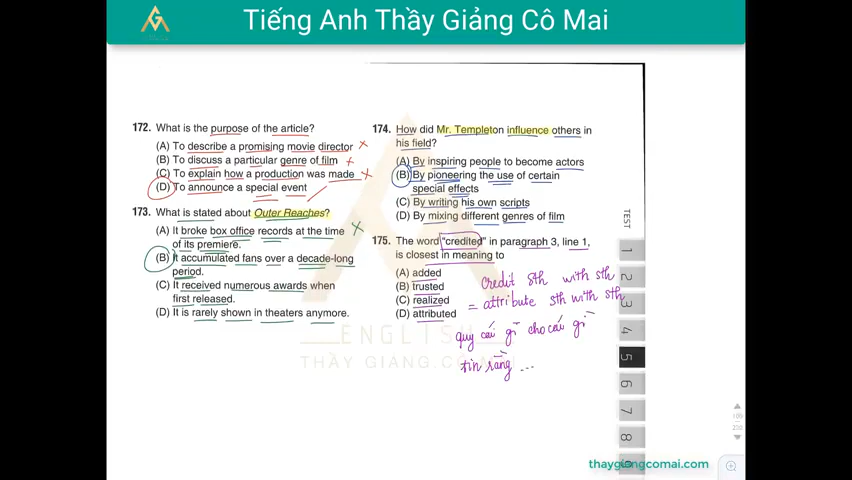 Tiếng Anh Thầy Giảng Cô Mai
172. What is the purpose of the article?
(A) To describe a promising movie director
(B) To discuss a particular genre of film
(C) To explain how a production was made
(D) To announce a special event
173. What is stated about Outer Reaches?
(A) It broke box office records at the time
of its premiere.
(B) It accumulated fans over a decade-long
period.
(C) It received numerous awards when
first released.
(D) It is rarely shown in theaters anymore.
174. How did Mr. Templeton influence others in
his field?
(A) By inspiring people to become actors
(B) By pioneering the use of certain
special effects
(C) By writing his own scripts
(D) By mixing different genres of film
175. The word "credited" in paragraph 3, line 1,
is closest in meaning to
(A) added
(B) trusted
(C) realized
(D) attributed
Credit sth with sth
= attribute sth with sth
quy cái gì cho cái gì
tin rằng ...
TEST
1
2
3
4
5
6
7
8
ENGLISH
THẦY GIẢNG CÔ MAI
thaygiangcomai.com